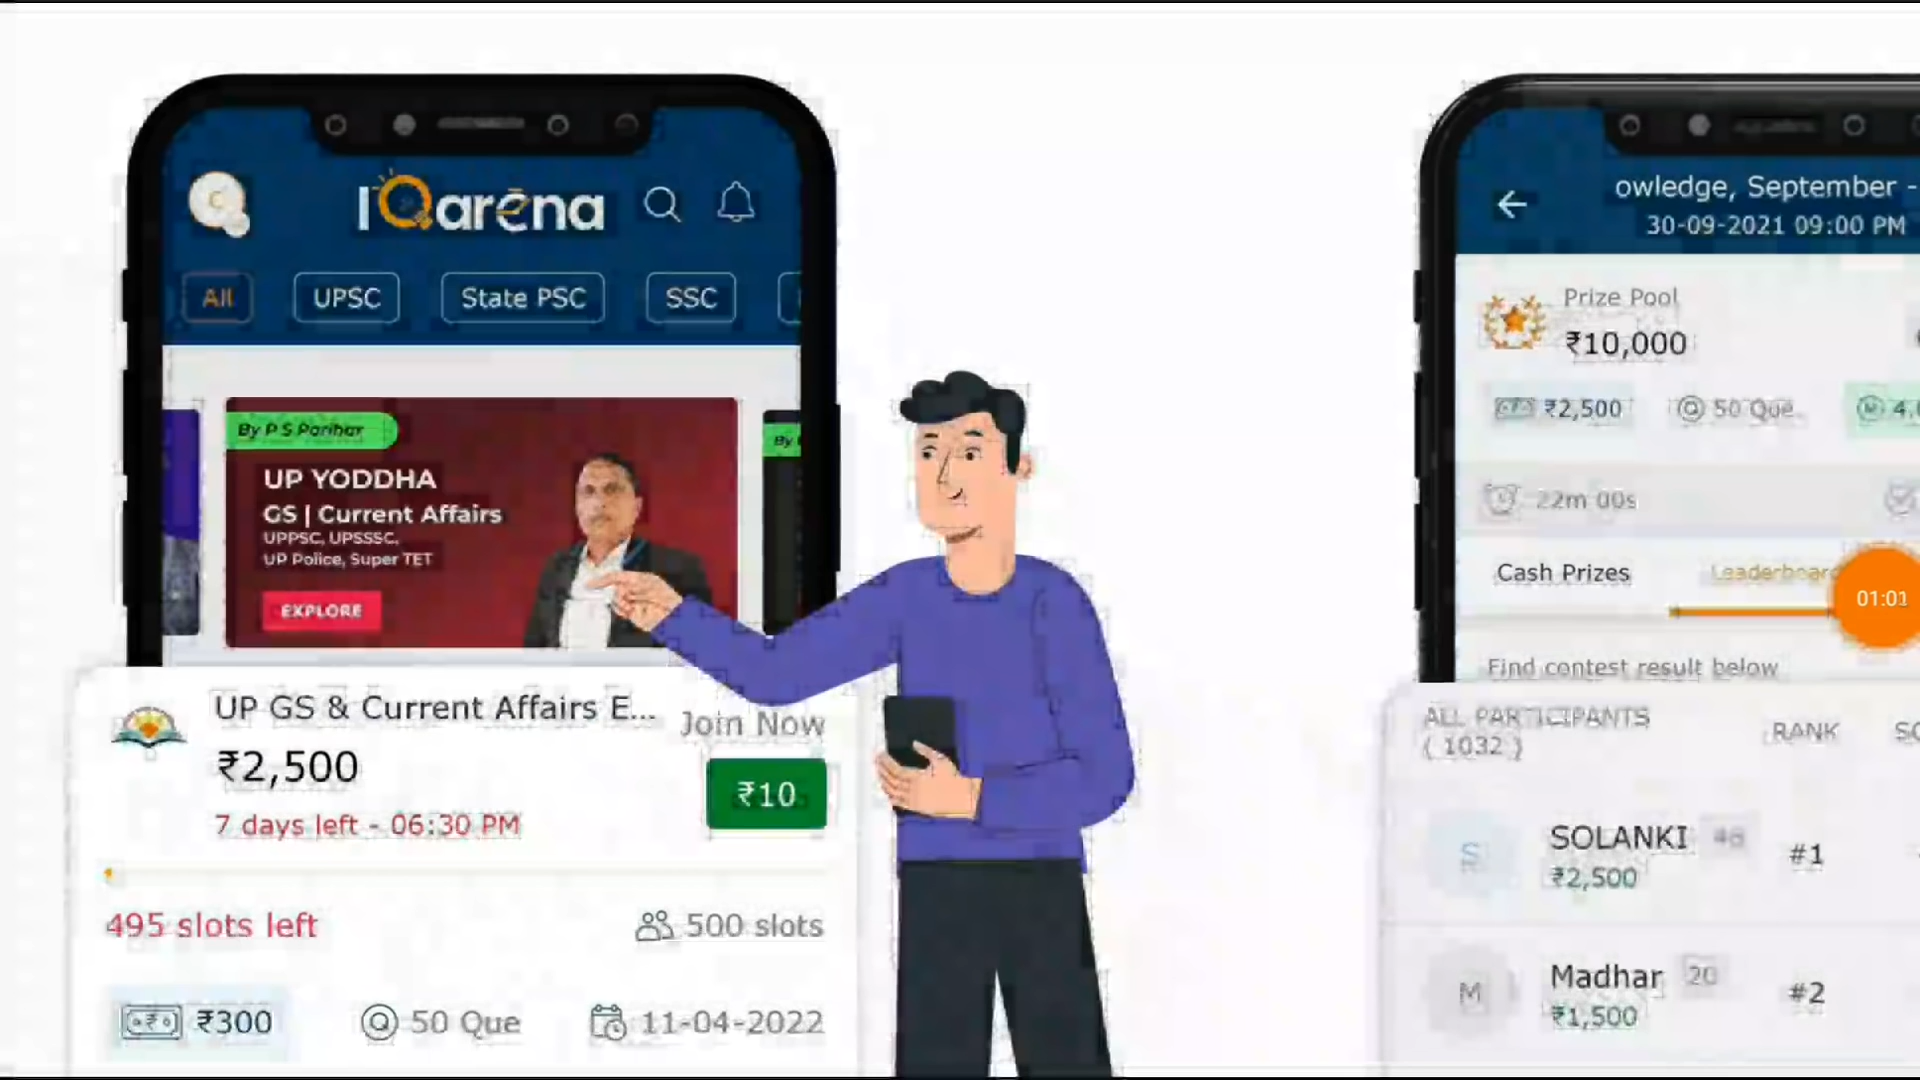 IQarena
All
UPSC
State PSC
SSC
By P S Parihar
By
UP YODDHA
GS | Current Affairs
UPPSC, UPSSSC,
UP Police, Super TET
EXPLORE
UP GS & Current Affairs E...
Join Now
₹2,500
₹10
7 days left - 06:30 PM
495 slots left
500 slots
₹300
50 Que
11-04-2022
owledge, September -
30-09-2021 09:00 PM
Prize Pool
₹10,000
₹2,500
50 Que
4.
22m 00s
Cash Prizes
Leaderboard
01:01
Find contest result below
ALL PARTICIPANTS
( 1032 )
RANK
SC
S
SOLANKI
46
#1
₹2,500
M
Madhar
20
#2
₹1,500